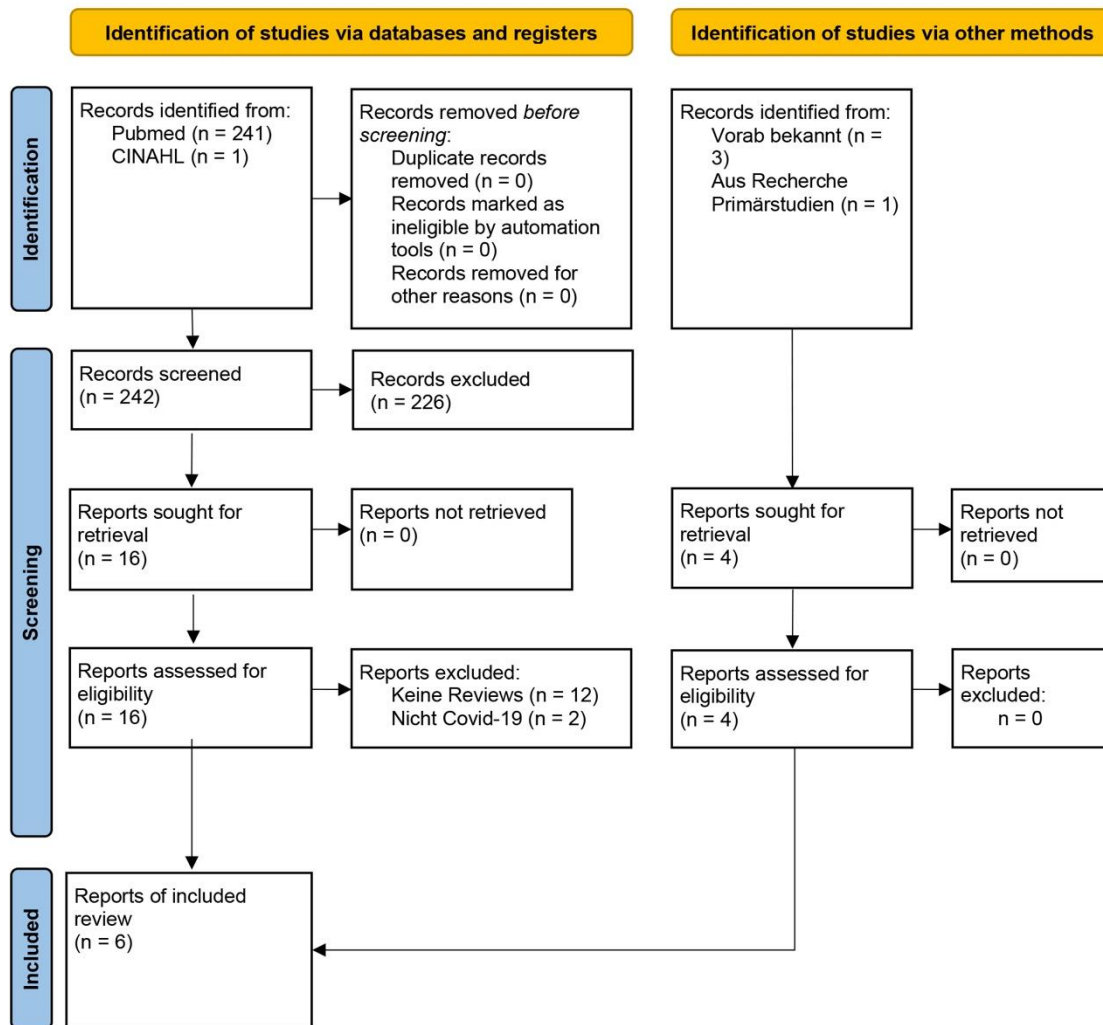 Identification of studies via databases and registers
Identification of studies via other methods
Identification
Records identified from:
Pubmed (n = 241)
CINAHL (n = 1)
Records removed before
screening:
Duplicate records
removed (n = 0)
Records marked as
ineligible by automation
tools (n = 0)
Records removed for
other reasons (n = 0)
Records identified from:
Vorab bekannt (n =
3)
Aus Recherche
Primärstudien (n = 1)
Screening
Records screened
(n = 242)
Records excluded
(n = 226)
Reports sought for
retrieval
(n = 16)
Reports not retrieved
(n = 0)
Reports sought for
retrieval
(n = 4)
Reports not
retrieved
(n = 0)
Reports assessed for
eligibility
(n = 16)
Reports excluded:
Keine Reviews (n = 12)
Nicht Covid-19 (n = 2)
Reports assessed for
eligibility
(n = 4)
Reports
excluded:
n = 0
Included
Reports of included
review
(n = 6)